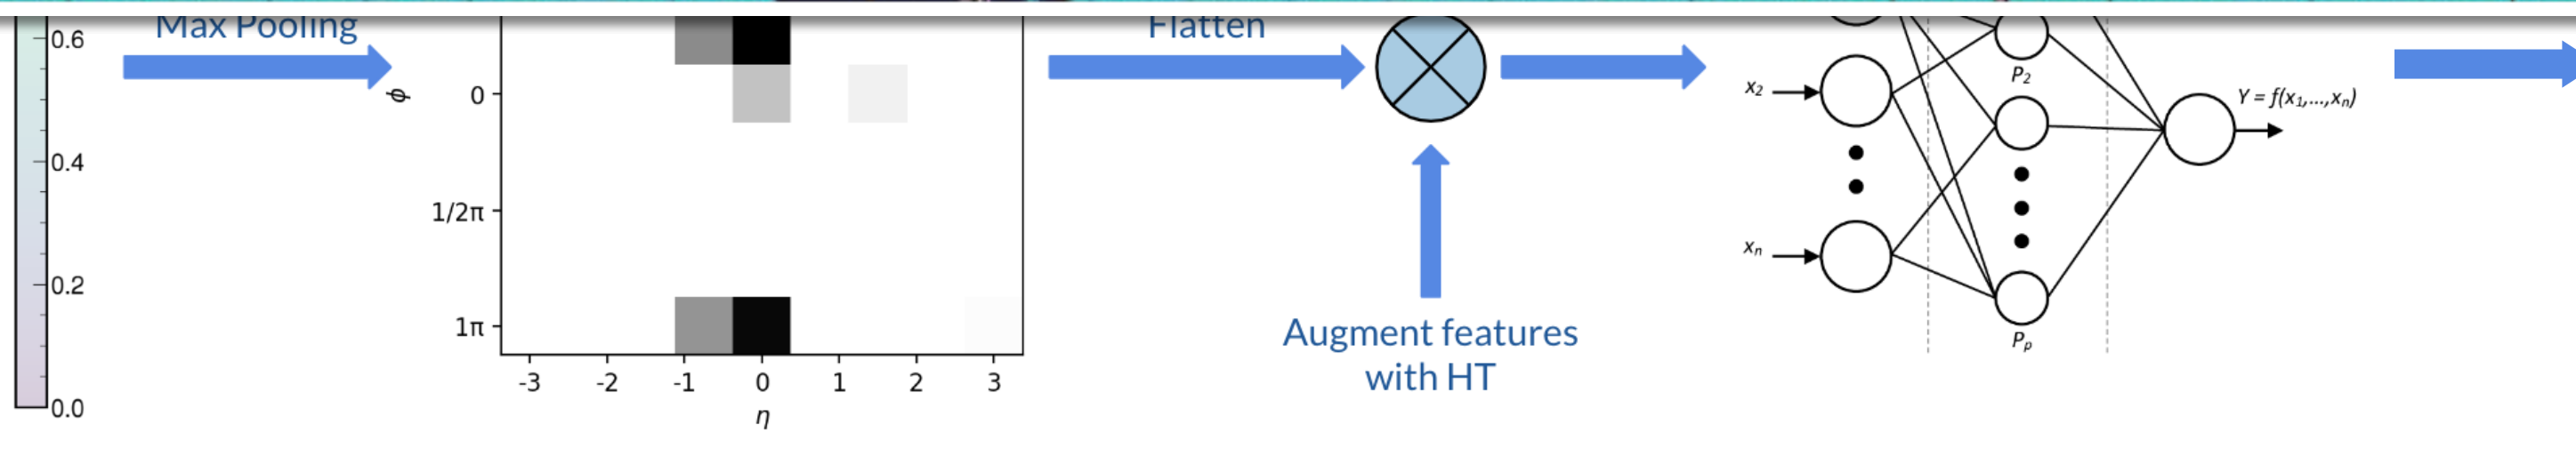 0.6
0.4
0.2
0.0
Max Pooling
ϕ
0
1/2π
1π
-3 -2 -1 0 1 2 3
η
Flatten
Augment features
with HT
x₂
xₙ
P₂
Pₚ
Y = f(x₁,...,xₙ)